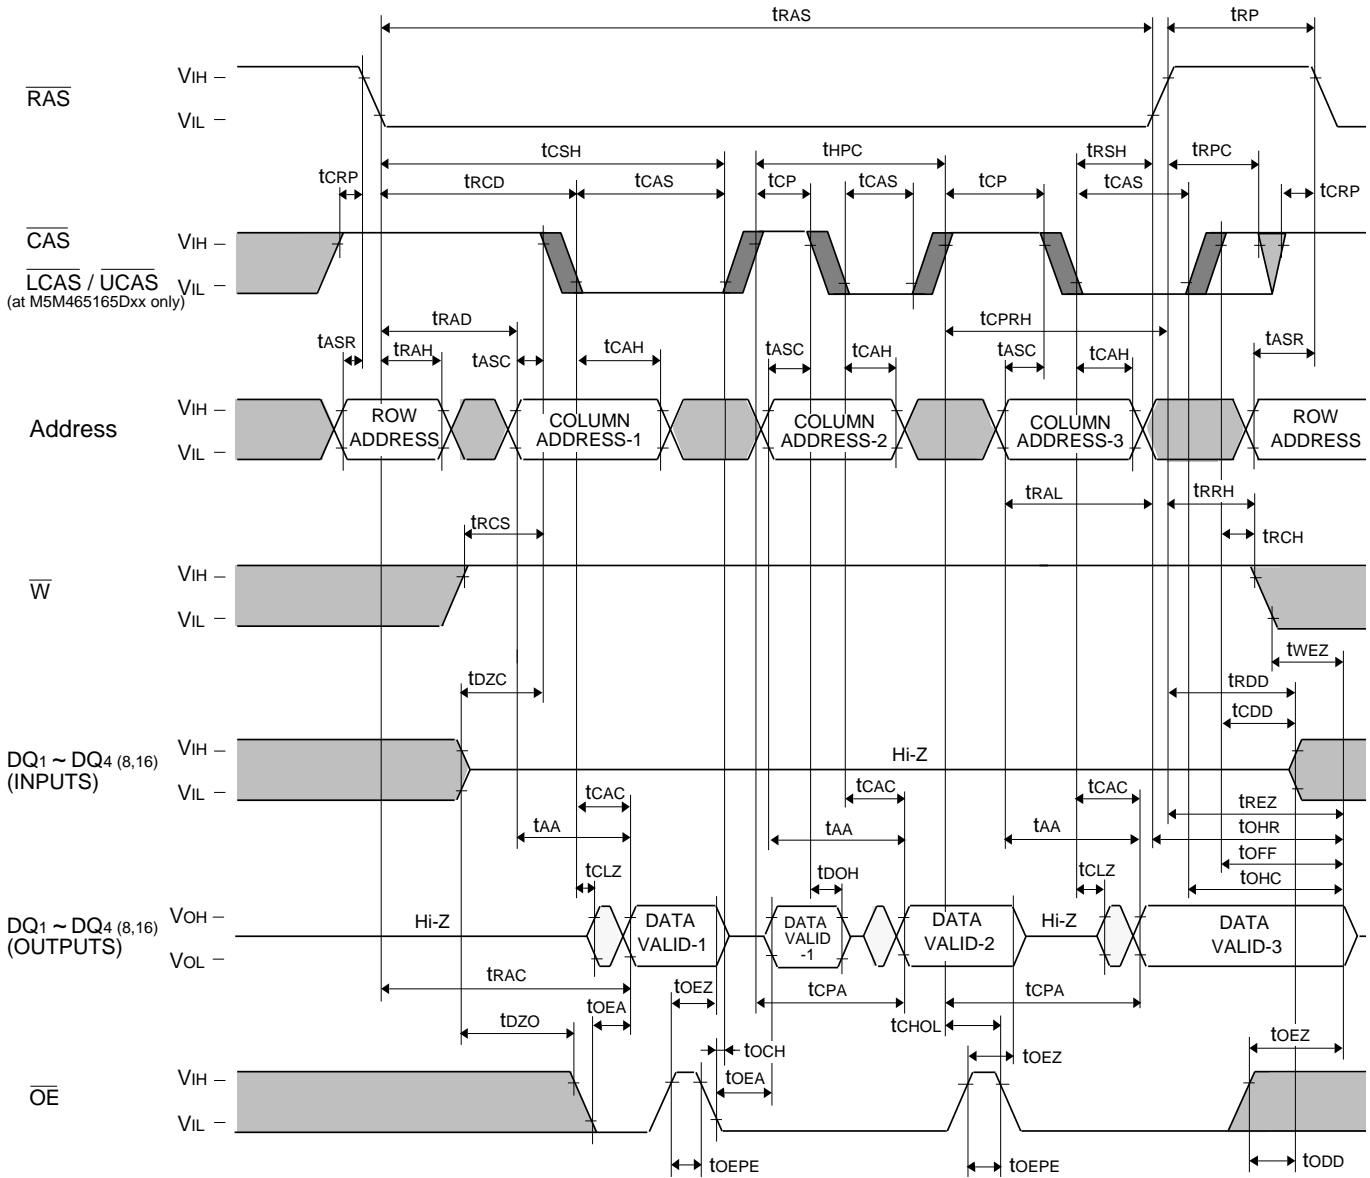 tRAS tRP
RAS VIH
VIL
tCSH tHPC tRSH tRPC
tCRP tRCD tCAS tCP tCAS tCP tCAS tCRP
CAS VIH
LCAS / UCAS VIL
(at M5M465165Dxx only)
tRAD tCPRH
tASR tRAH tASC tCAH tASC tCAH tASC tCAH tASR
Address VIH
VIL
ROW ADDRESS
COLUMN ADDRESS-1
COLUMN ADDRESS-2
COLUMN ADDRESS-3
ROW ADDRESS
tRAL tRRH
tRCS tRCH
W VIH
VIL
tWEZ
tDZC tRDD
tCDD
DQ1 ~ DQ4 (8,16)
(INPUTS)
VIH
VIL
Hi-Z
tCAC tCAC tCAC tREZ
tAA tAA tAA tOHR
tOFF
tCLZ tDOH tCLZ tOHC
DQ1 ~ DQ4 (8,16)
(OUTPUTS)
VOH
VOL
Hi-Z
DATA VALID-1
DATA VALID -1
DATA VALID-2
Hi-Z
DATA VALID-3
tRAC tOEZ tCPA tCPA
tOEA tCHOL
tDZO tOCH tOEZ tOEZ
tOEA
OE VIH
VIL
tOEPE tOEPE tODD